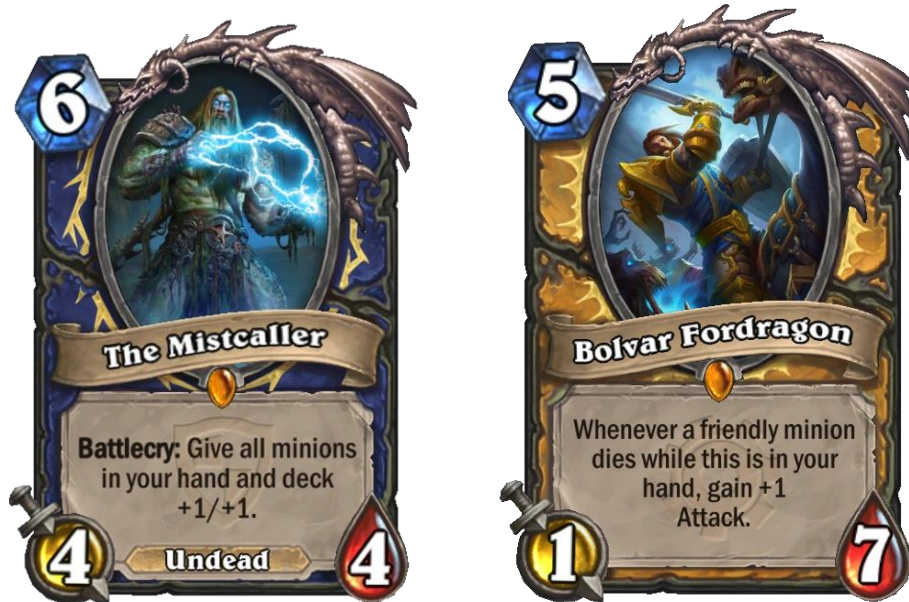 6
The Mistcaller
Battlecry: Give all minions
in your hand and deck
+1/+1.
4
Undead
4
5
Bolvar Fordragon
Whenever a friendly minion
dies while this is in your
hand, gain +1
Attack.
1
7